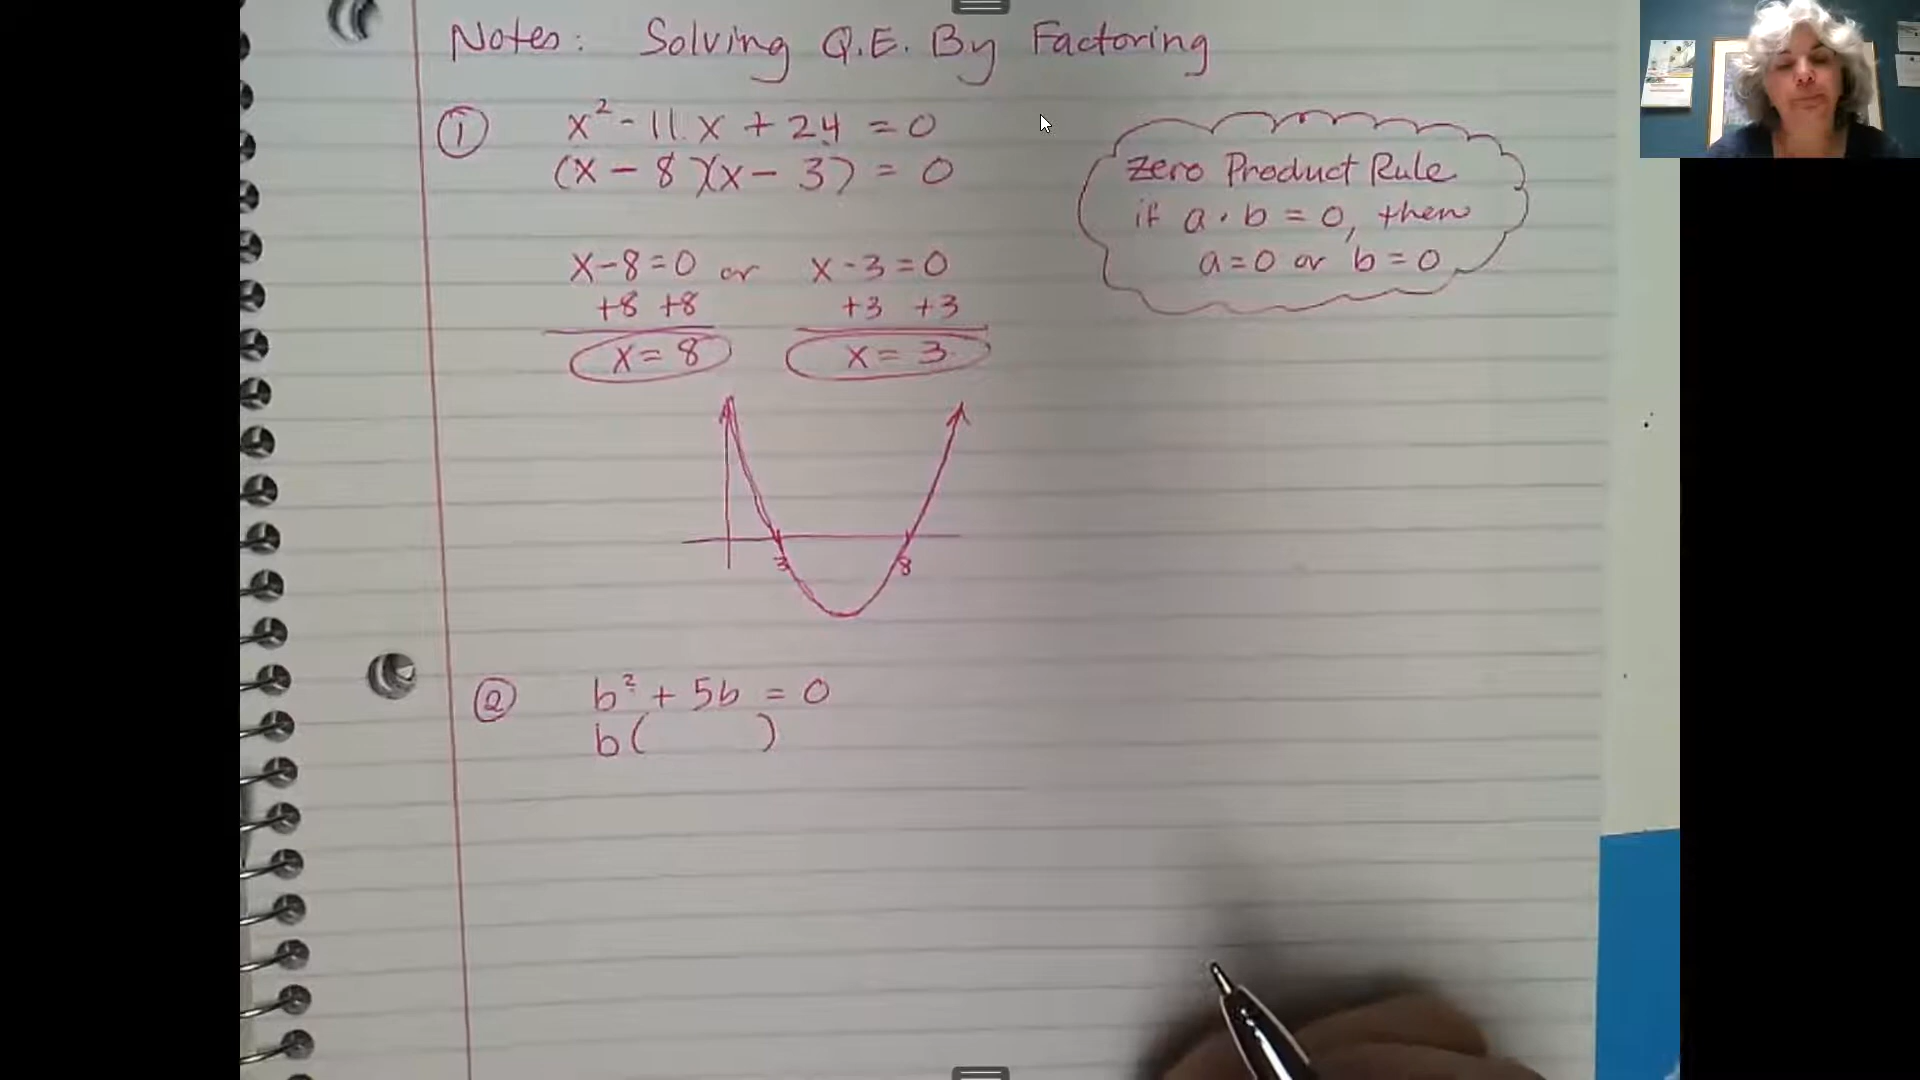 Notes: Solving Q.E. By Factoring
① x² - 11x + 24 = 0
(x - 8)(x - 3) = 0
x - 8 = 0 or x - 3 = 0
+8 +8 +3 +3
x = 8 x = 3
3 8
zero Product Rule
if a · b = 0, then
a = 0 or b = 0
② b² + 5b = 0
b( )